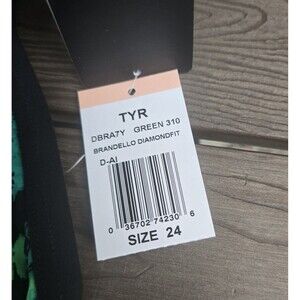 TYR
DBRA7Y GREEN 310
BRANDELLO DIAMONDFIT
D-AI
0 36702 74230 6
SIZE 24